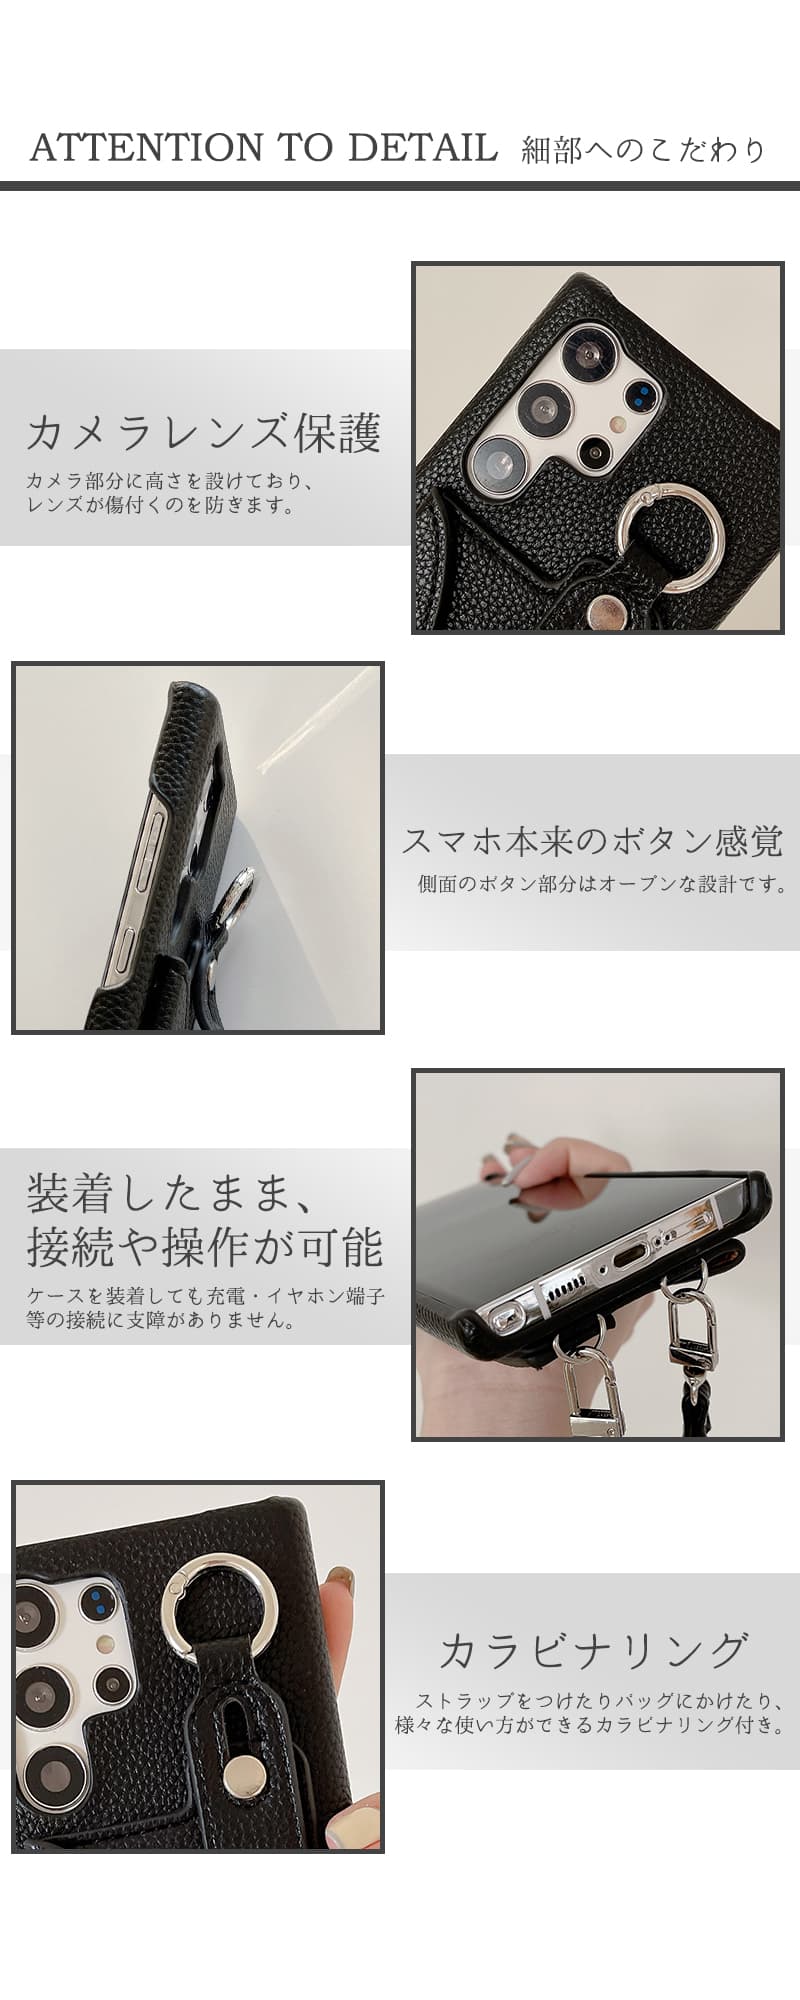 ATTENTION TO DETAIL 細部へのこだわり
カメラレンズ保護
カメラ部分に高さを設けており、
レンズが傷付くのを防ぎます。
スマホ本来のボタン感覚
側面のボタン部分はオープンな設計です。
装着したまま、
接続や操作が可能
ケースを装着しても充電・イヤホン端子
等の接続に支障がありません。
カラビナリング
ストラップをつけたりバッグにかけたり、
様々な使い方ができるカラビナリング付き。